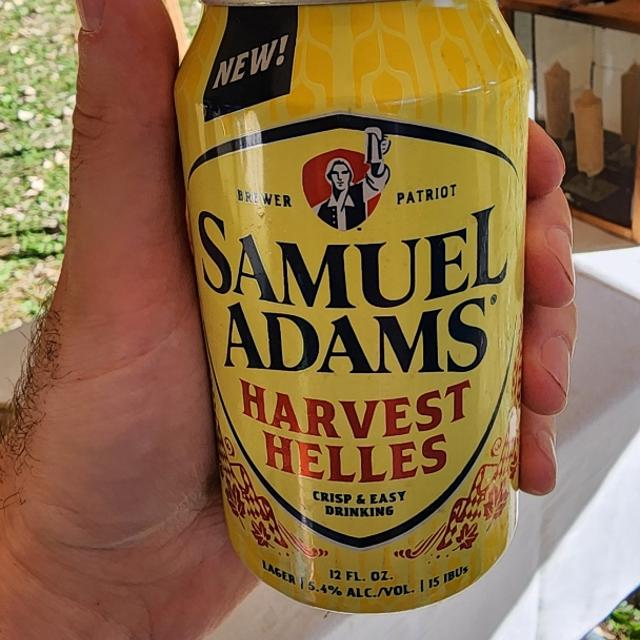 NEW!
BREWER PATRIOT
SAMUEL
ADAMS®
HARVEST
HELLES
CRISP & EASY
DRINKING
12 FL. OZ.
LAGER | 5.4% ALC./VOL. | 15 IBUs